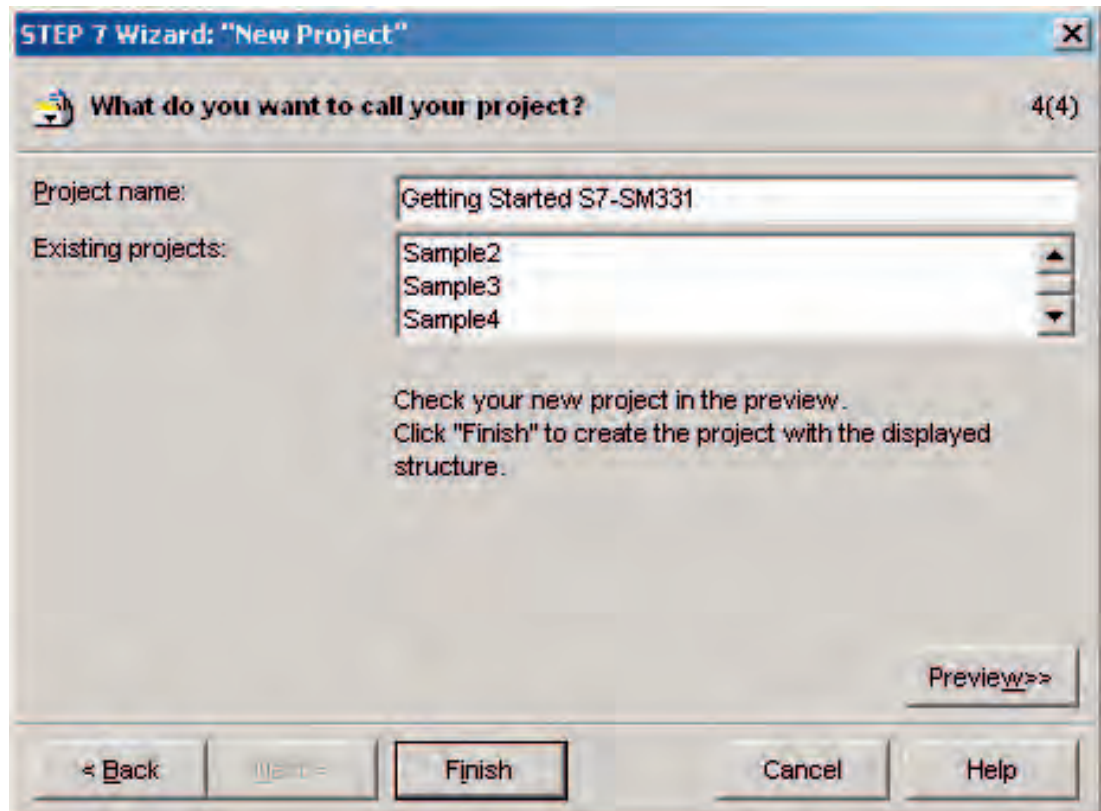 STEP 7 Wizard: "New Project"
What do you want to call your project?
4(4)
Project name:
Getting Started S7-SM331
Existing projects:
Sample2
Sample3
Sample4
Check your new project in the preview.
Click "Finish" to create the project with the displayed
structure.
Preview>>
< Back
Finish
Cancel
Help